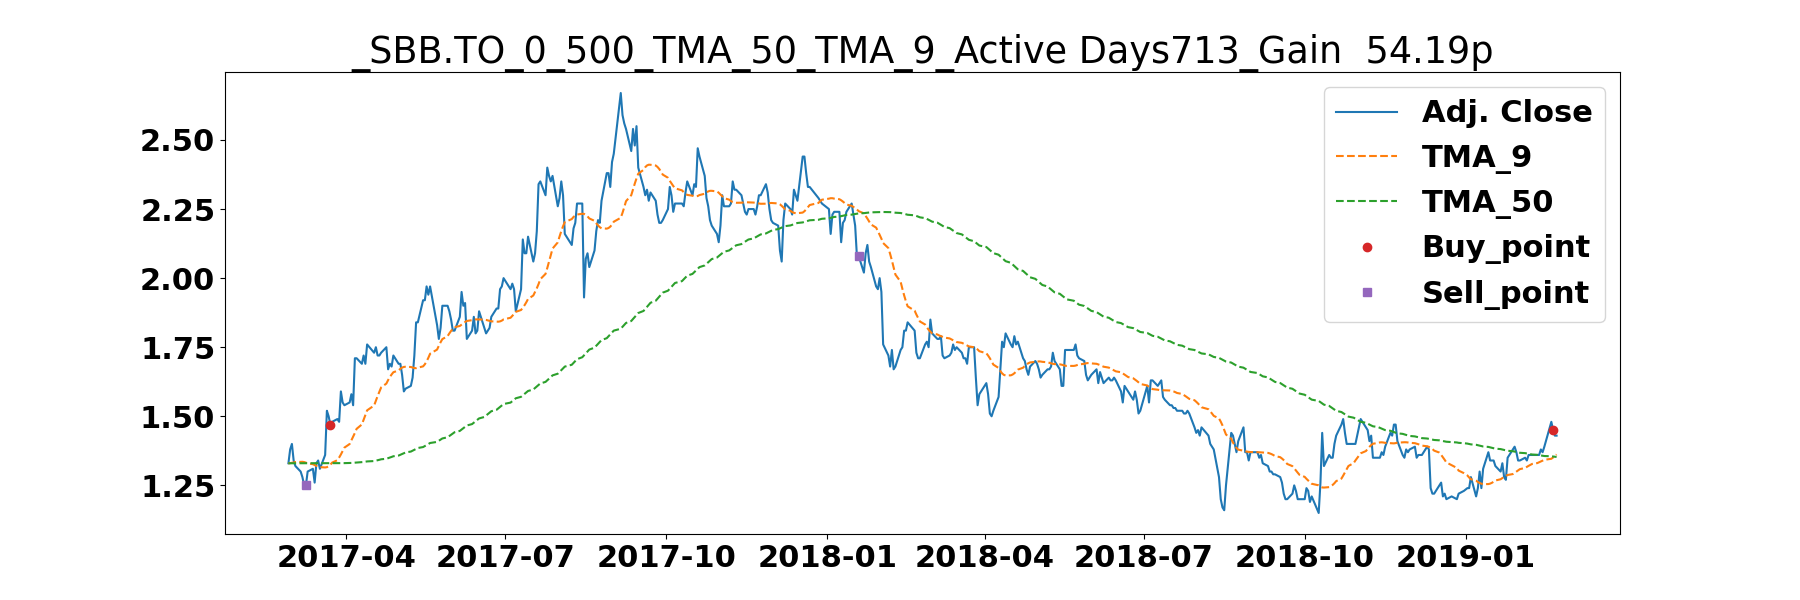 _SBB.TO_0_500_TMA_50_TMA_9_Active Days713_Gain  54.19p
Adj. Close
TMA_9
TMA_50
Buy_point
Sell_point
2.50
2.25
2.00
1.75
1.50
1.25
2017-04 2017-07 2017-10 2018-01 2018-04 2018-07 2018-10 2019-01